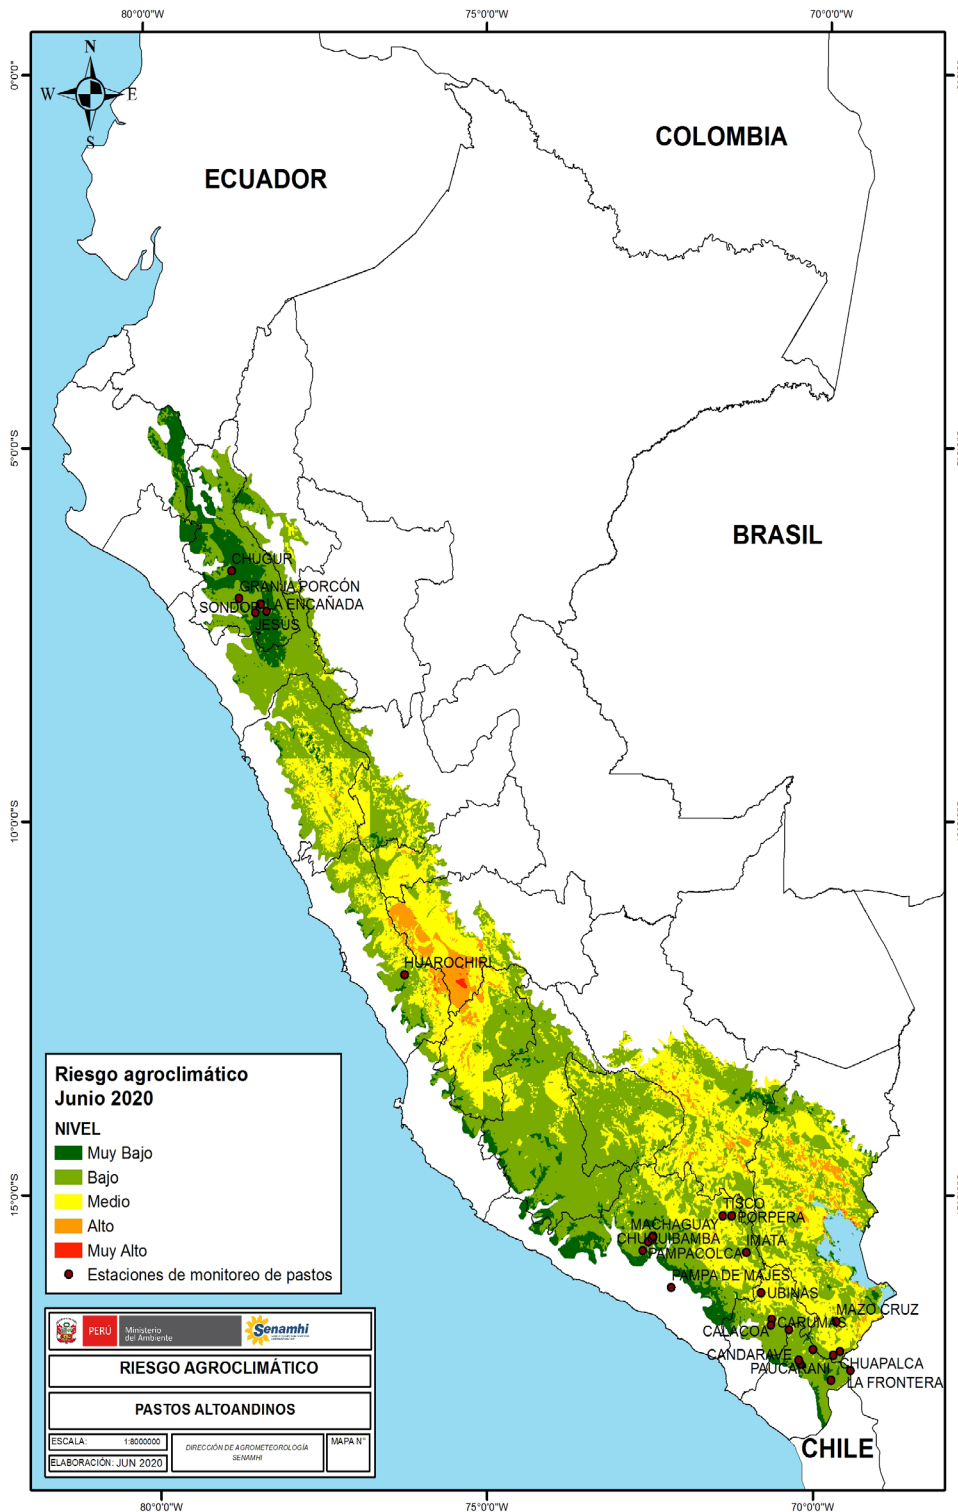 80°0'0"W
75°0'0"W
70°0'0"W
N
W
E
S
0°0'0"
COLOMBIA
ECUADOR
5°0'0"S
BRASIL
CHUGUR
GRANJA PORCÓN
SONDOR
LA ENCAÑADA
JESUS
10°0'0"S
HUAROCHIRI
Riesgo agroclimático
Junio 2020
NIVEL
Muy Bajo
Bajo
Medio
Alto
Muy Alto
Estaciones de monitoreo de pastos
15°0'0"S
TISCO
PORPERA
MACHAGUAY
CHUQUIBAMBA
IMATA
PAMPACOLCA
PAMPA DE MAJES
UBINAS
MAZO CRUZ
CARUMAS
CALACOA
CANDARAVE
PAUCARANI
CHUAPALCA
LA FRONTERA
CHILE
PERÚ
Ministerio
del Ambiente
Senamhi
RIESGO AGROCLIMÁTICO
PASTOS ALTOANDINOS
ESCALA: 1:8000000
DIRECCIÓN DE AGROMETEOROLOGÍA
SENAMHI
MAPA N°
ELABORACIÓN: JUN 2020
80°0'0"W
75°0'0"W
70°0'0"W